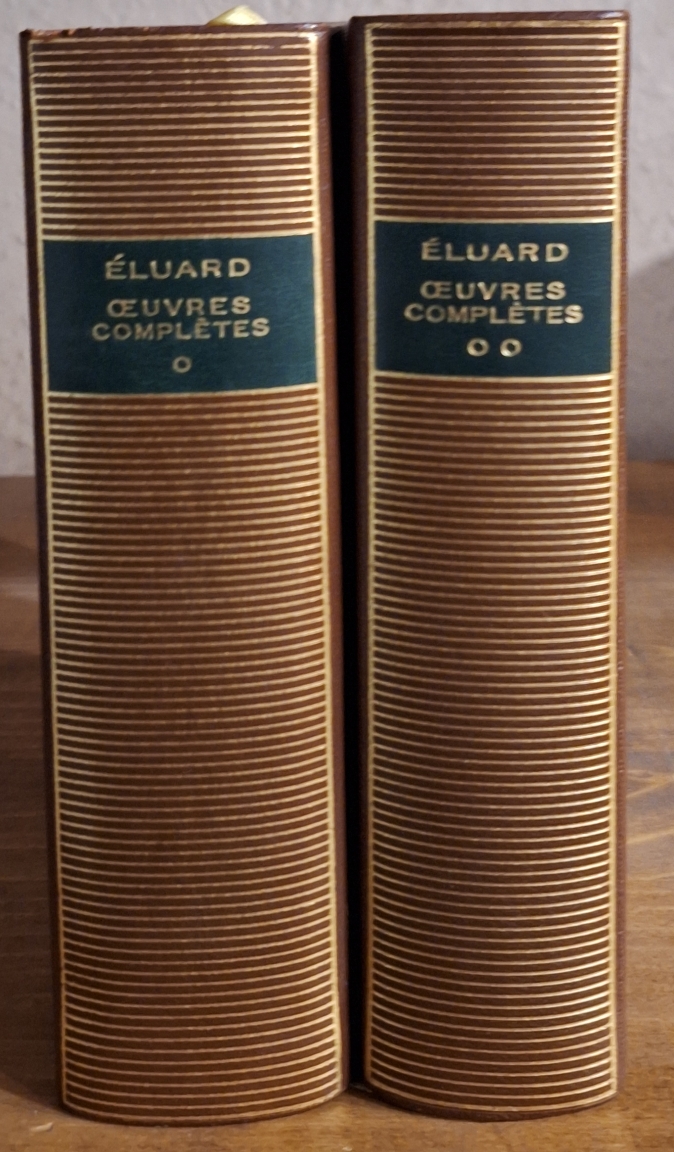 ÉLUARD
ŒUVRES
COMPLÈTES
O
ÉLUARD
ŒUVRES
COMPLÈTES
O O